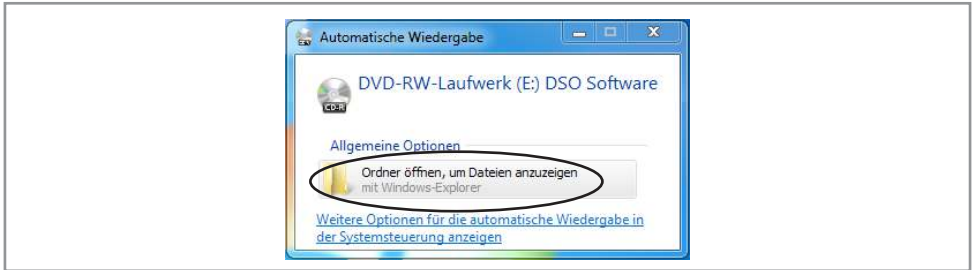 Automatische Wiedergabe
DVD-RW-Laufwerk (E:) DSO Software
CD-R
Allgemeine Optionen
Ordner öffnen, um Dateien anzuzeigen
mit Windows-Explorer
Weitere Optionen für die automatische Wiedergabe in
der Systemsteuerung anzeigen